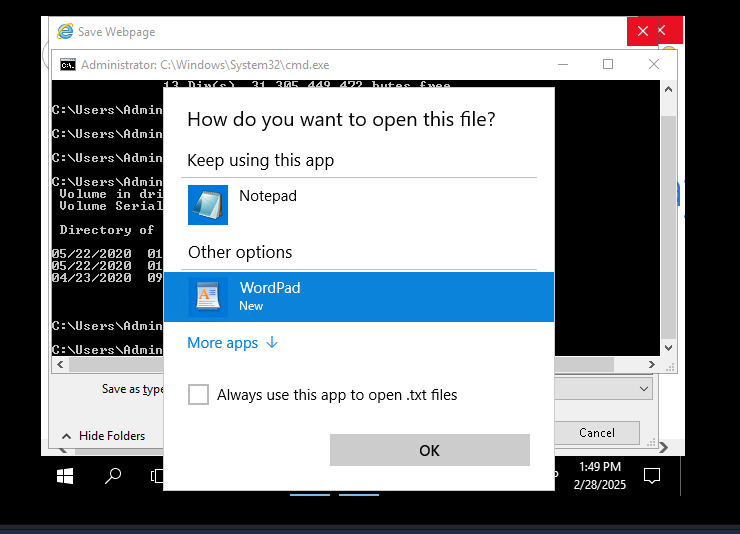 Save Webpage
Administrator: C:\Windows\System32\cmd.exe
13 Dir(s)  31,305,449,472 bytes free
C:\Users\Admin
C:\Users\Admin
C:\Users\Admin
C:\Users\Admin
Volume in dri
Volume Serial
Directory of
05/22/2020  01
05/22/2020  01
04/23/2020  09
C:\Users\Admin
C:\Users\Admin
How do you want to open this file?
Keep using this app
Notepad
Other options
WordPad
New
More apps
Always use this app to open .txt files
OK
Save as type
Hide Folders
Cancel
1:49 PM
2/28/2025